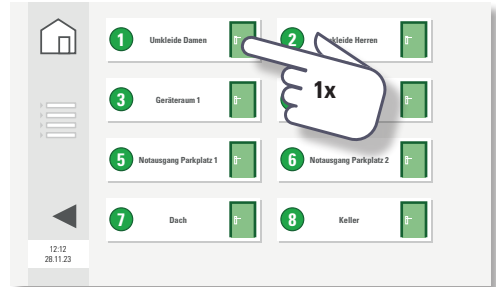 1 Umkleide Damen
2 kleide Herren
3 Geräteraum 1
1x
5 Notausgang Parkplatz 1
6 Notausgang Parkplatz 2
7 Dach
8 Keller
12:12
28.11.23